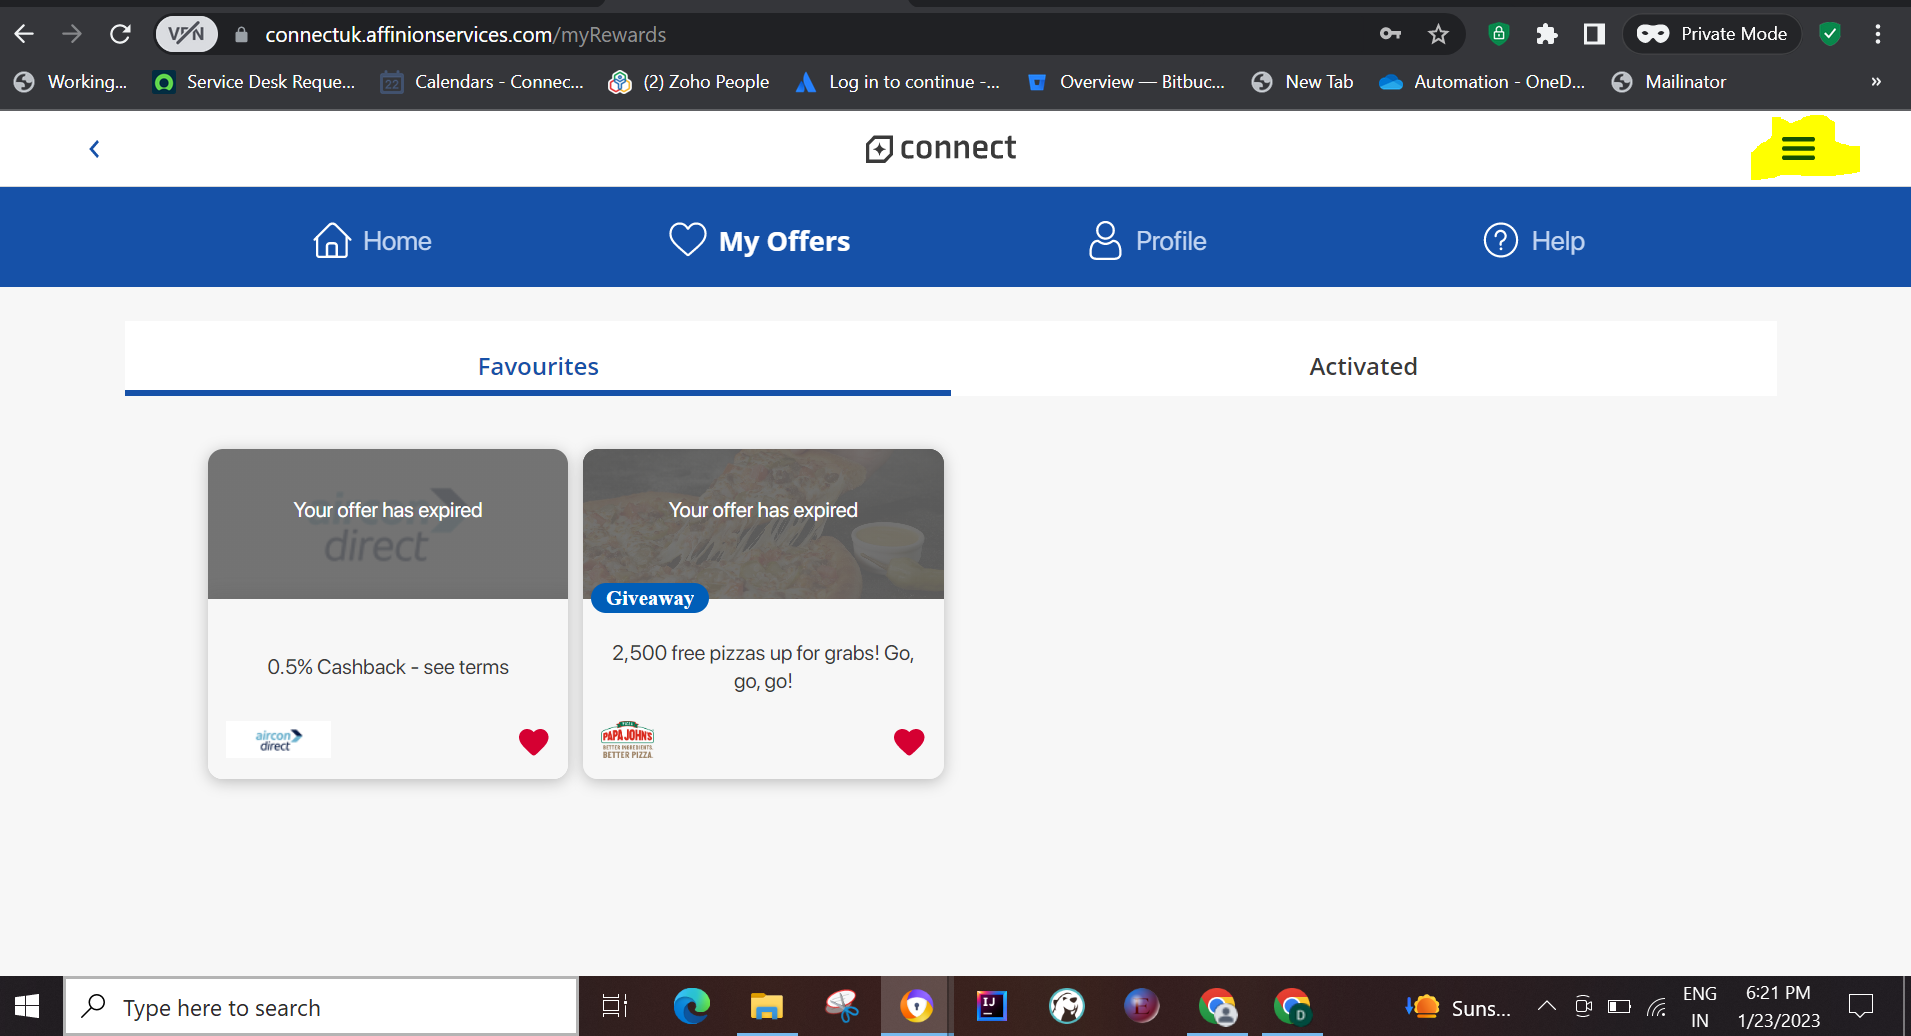 VPN connectuk.affinionservices.com/myRewards Private Mode
Working... Service Desk Reque... 22 Calendars - Connec... (2) Zoho People Log in to continue -... Overview — Bitbuc... New Tab Automation - OneD... Mailinator »
connect
Home My Offers Profile Help
Favourites Activated
Your offer has expired
aircon
direct
0.5% Cashback - see terms
aircon
direct
Your offer has expired
Giveaway
2,500 free pizzas up for grabs! Go,
go, go!
PAPA JOHN'S
BETTER INGREDIENTS.
BETTER PIZZA.
Type here to search
IJ
E
D
Suns...
ENG
IN
6:21 PM
1/23/2023